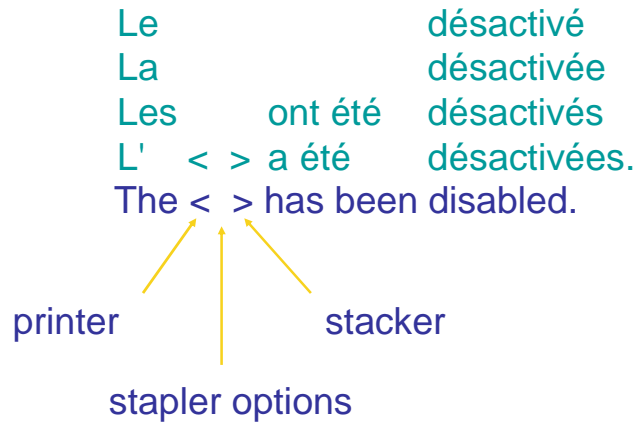 Le désactivé
La désactivée
Les ont été désactivés
L' < > a été désactivées.
The < > has been disabled.
printer stacker
stapler options